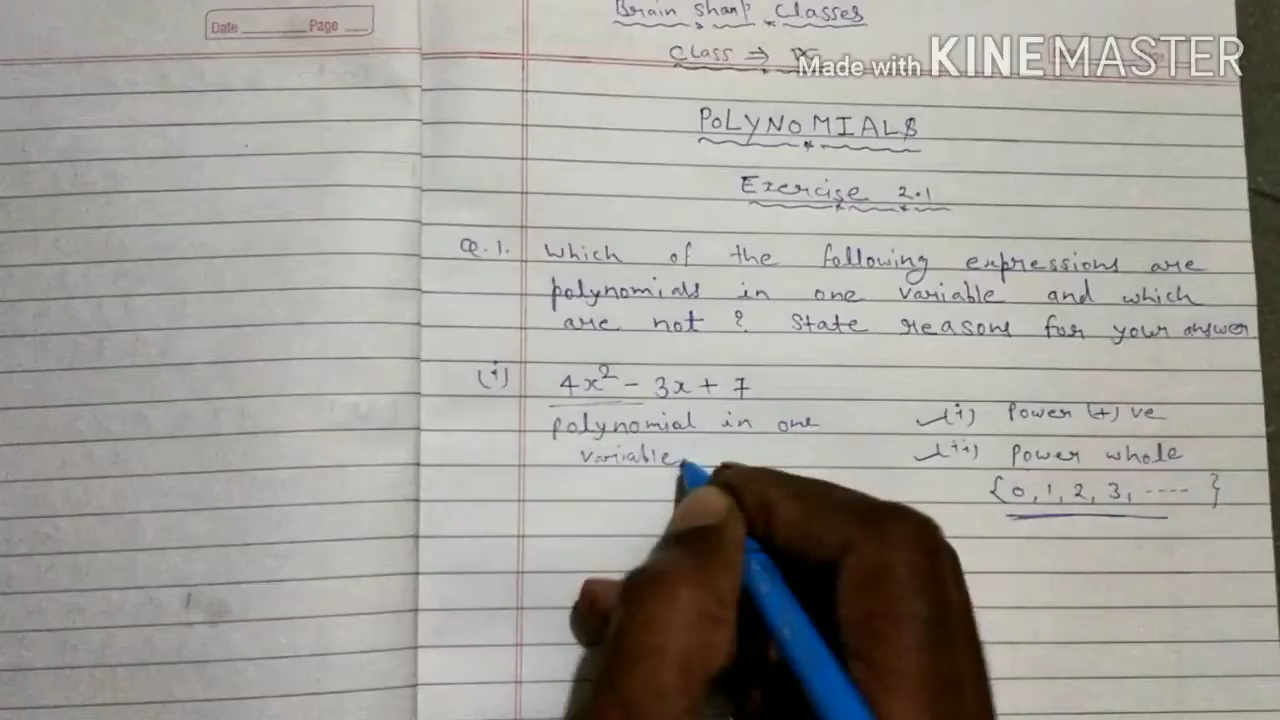 Date Page
Brain Sharp Classes
Class ⇒
Made with KINEMASTER
POLYNOMIALS
Exercise 2.1
Q.1. Which of the following expressions are
polynomials in one variable and which
are not ? State reasons for your answer
(i) 4x² - 3x + 7
polynomial in one
variable
(i) Power (+)ve
(ii) Power whole
{0, 1, 2, 3, ---- }